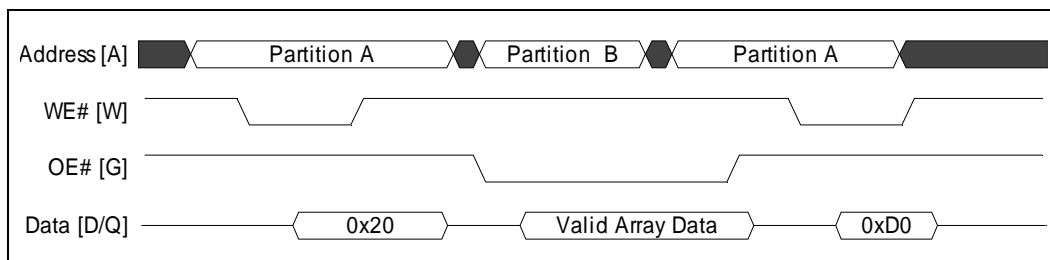 Address [A] Partition A Partition B Partition A
WE# [W]
OE# [G]
Data [D/Q] 0x20 Valid Array Data 0xD0